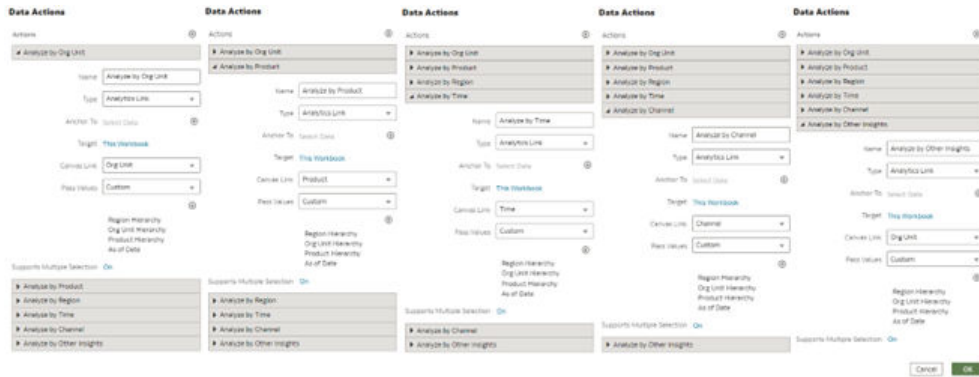 Data Actions
Actions
Analyze by Org Unit
Name Analyze by Org Unit
Type Analytics Link
Anchor To Select Data
Target This Workbook
Canvas Link Org Unit
Pass Values Custom
Region Hierarchy
Org Unit Hierarchy
Product Hierarchy
As of Date
Supports Multiple Selection On
Analyze by Product
Analyze by Region
Analyze by Time
Analyze by Channel
Analyze by Other Insights
Data Actions
Actions
Analyze by Org Unit
Analyze by Product
Name Analyze by Product
Type Analytics Link
Anchor To Select Data
Target This Workbook
Canvas Link Product
Pass Values Custom
Region Hierarchy
Org Unit Hierarchy
Product Hierarchy
As of Date
Supports Multiple Selection On
Analyze by Region
Analyze by Time
Analyze by Channel
Analyze by Other Insights
Data Actions
Actions
Analyze by Org Unit
Analyze by Product
Analyze by Region
Analyze by Time
Name Analyze by Time
Type Analytics Link
Anchor To Select Data
Target This Workbook
Canvas Link Time
Pass Values Custom
Region Hierarchy
Org Unit Hierarchy
Product Hierarchy
As of Date
Supports Multiple Selection On
Analyze by Channel
Analyze by Other Insights
Data Actions
Actions
Analyze by Org Unit
Analyze by Product
Analyze by Region
Analyze by Time
Analyze by Channel
Name Analyze by Channel
Type Analytics Link
Anchor To Select Data
Target This Workbook
Canvas Link Channel
Pass Values Custom
Region Hierarchy
Org Unit Hierarchy
Product Hierarchy
As of Date
Supports Multiple Selection On
Analyze by Other Insights
Data Actions
Actions
Analyze by Org Unit
Analyze by Product
Analyze by Region
Analyze by Time
Analyze by Channel
Analyze by Other Insights
Name Analyze by Other Insights
Type Analytics Link
Anchor To Select Data
Target This Workbook
Canvas Link Org Unit
Pass Values Custom
Region Hierarchy
Org Unit Hierarchy
Product Hierarchy
As of Date
Supports Multiple Selection On
Cancel OK